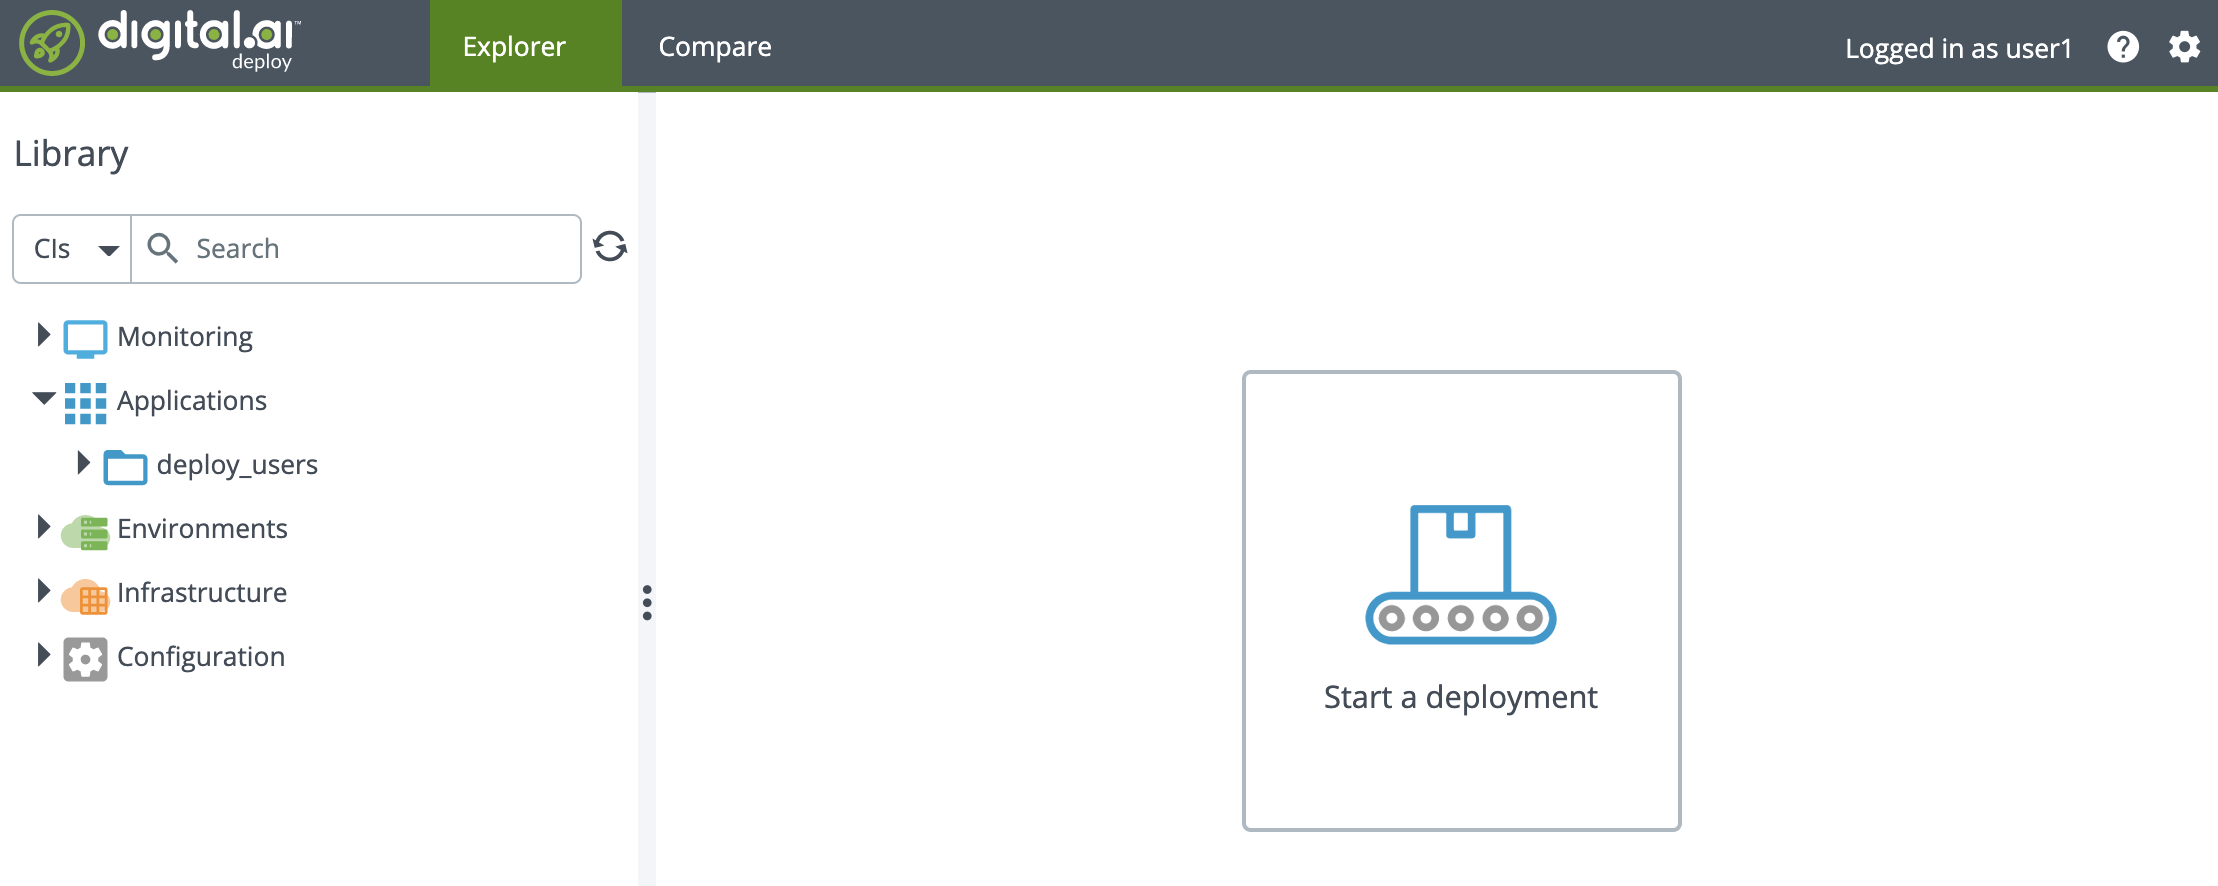 digital.ai™
deploy
Explorer
Compare
Logged in as user1
Library
CIs
Search
Monitoring
Applications
deploy_users
Environments
Infrastructure
Configuration
Start a deployment